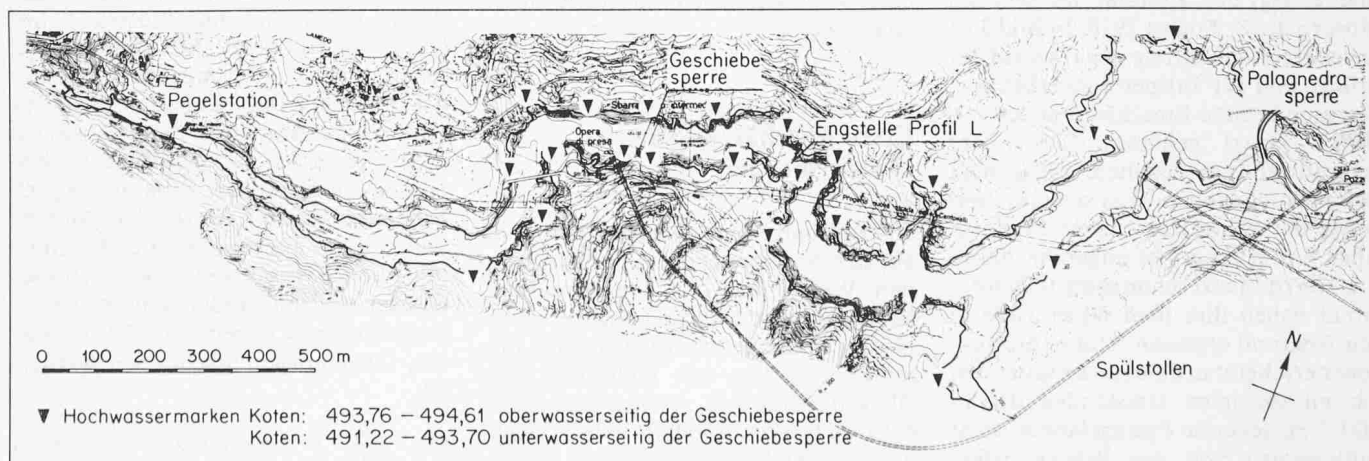 Geschiebe
sperre
Palagnedra-
sperre
Pegelstation
Engstelle Profil L
Opera
di presa
Spülstollen
0 100 200 300 400 500 m
N
▼ Hochwassermarken Koten: 493,76 – 494,61 oberwasserseitig der Geschiebesperre
Koten: 491,22 – 493,70 unterwasserseitig der Geschiebesperre